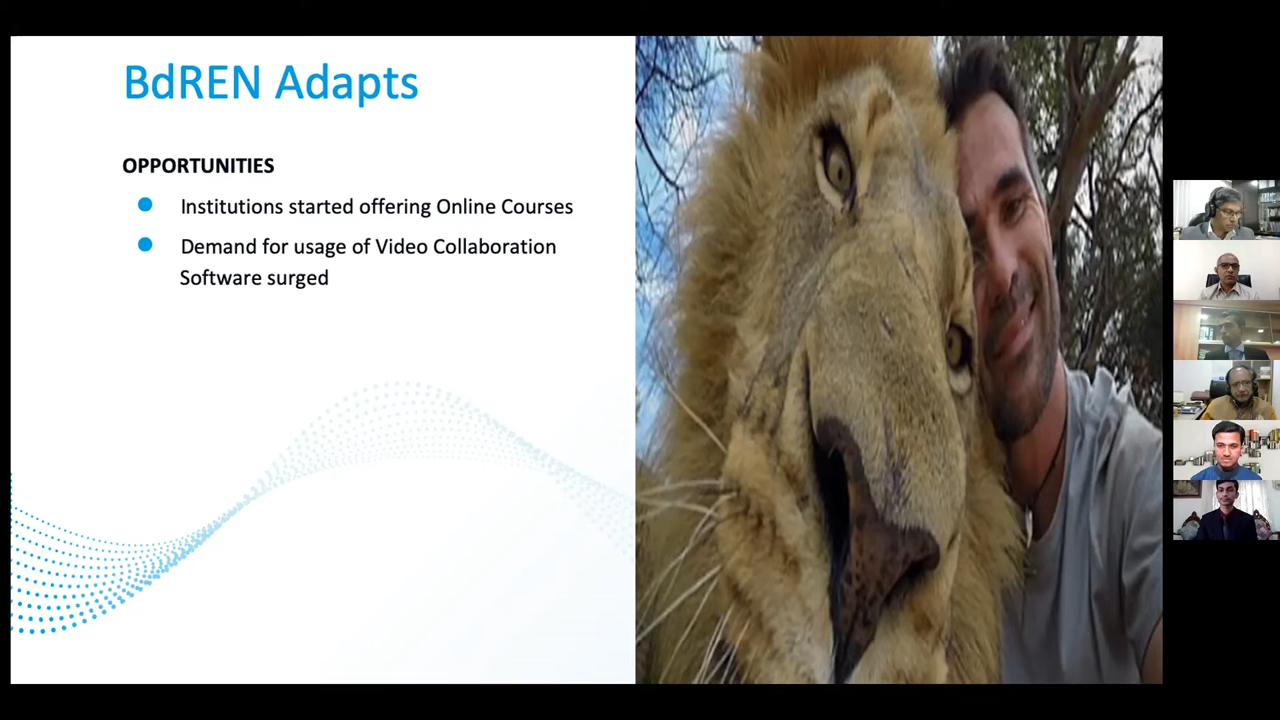 BdREN Adapts
OPPORTUNITIES
Institutions started offering Online Courses
Demand for usage of Video Collaboration
Software surged